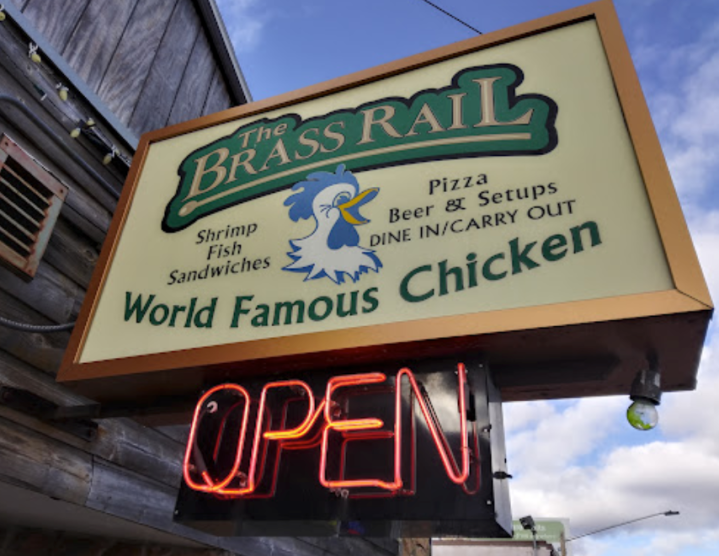 The
BRASS RAIL
Shrimp
Fish
Sandwiches
Pizza
Beer & Setups
DINE IN/CARRY OUT
World Famous Chicken
OPEN